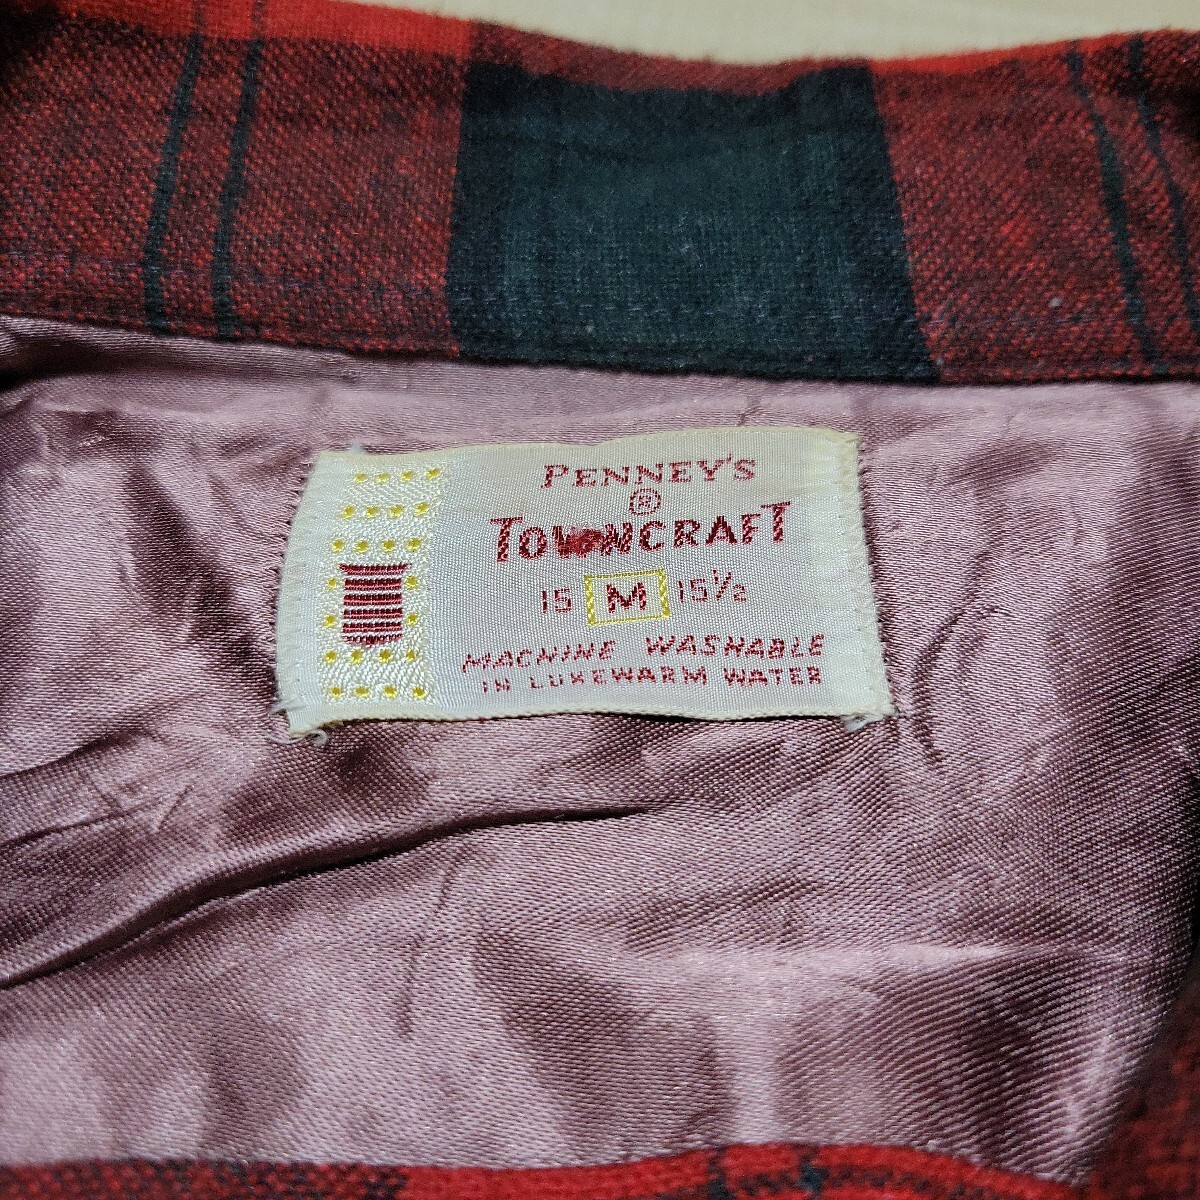 PENNEY'S
®
TOWNCRAFT
15 M 15½
MACHINE WASHABLE
IN LUKEWARM WATER